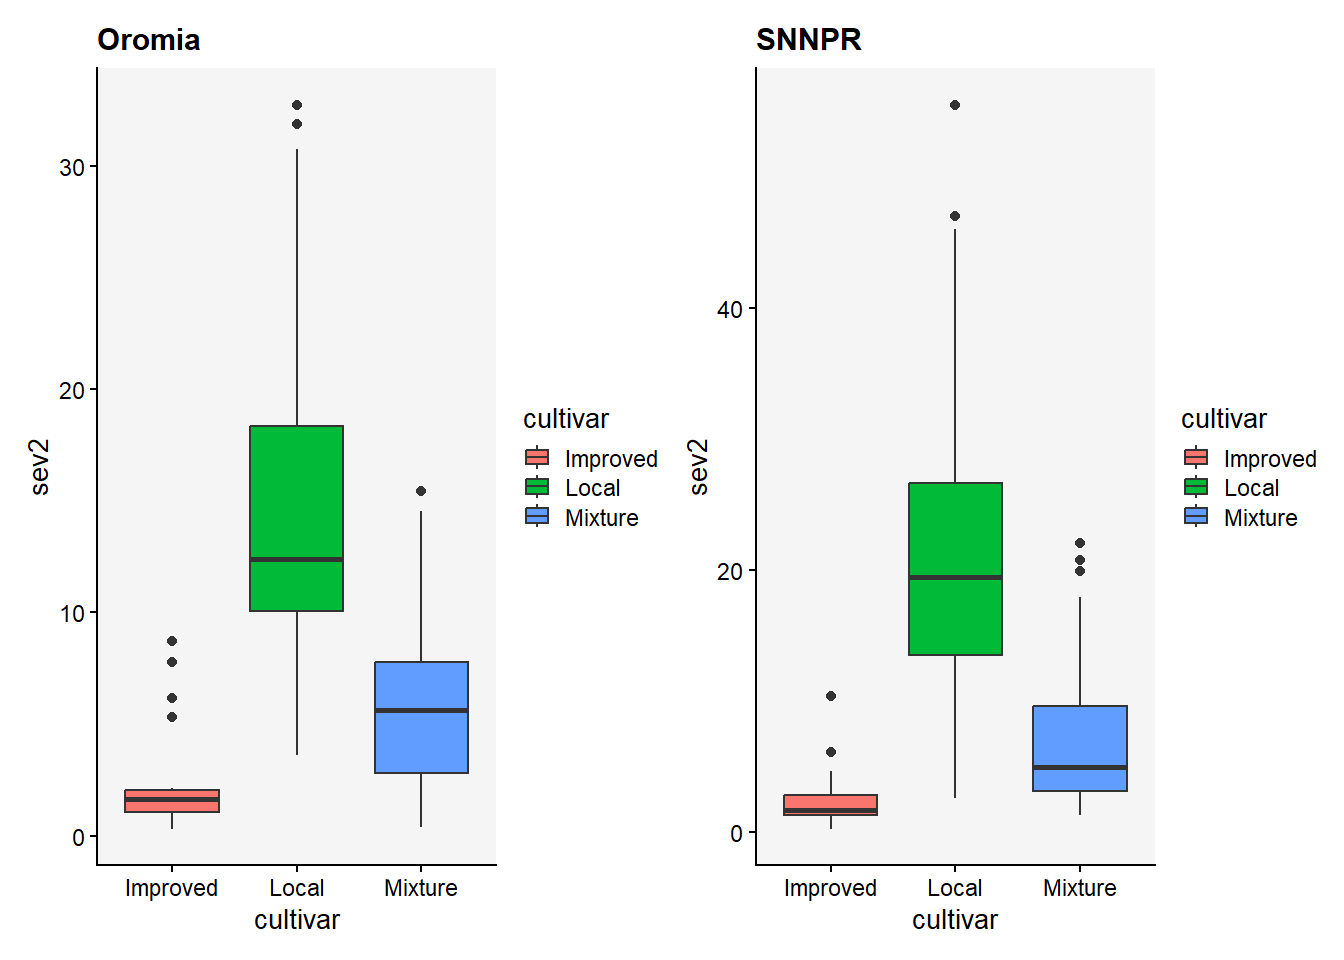 Oromia
30
20
10
0
sev2
Improved Local Mixture
cultivar
cultivar
Improved
Local
Mixture
SNNPR
40
20
0
sev2
Improved Local Mixture
cultivar
cultivar
Improved
Local
Mixture